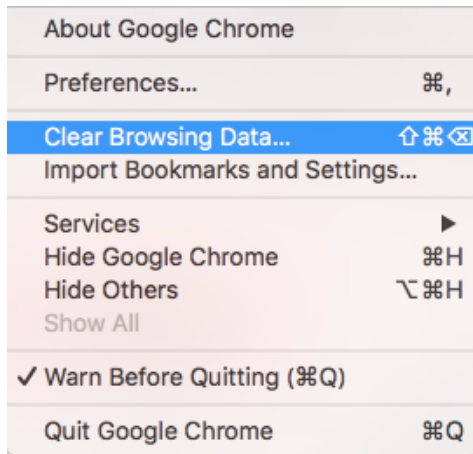 About Google Chrome
Preferences... ⌘,
Clear Browsing Data... ⇧⌘⌫
Import Bookmarks and Settings...
Services ▶
Hide Google Chrome ⌘H
Hide Others ⌥⌘H
Show All
✓ Warn Before Quitting (⌘Q)
Quit Google Chrome ⌘Q